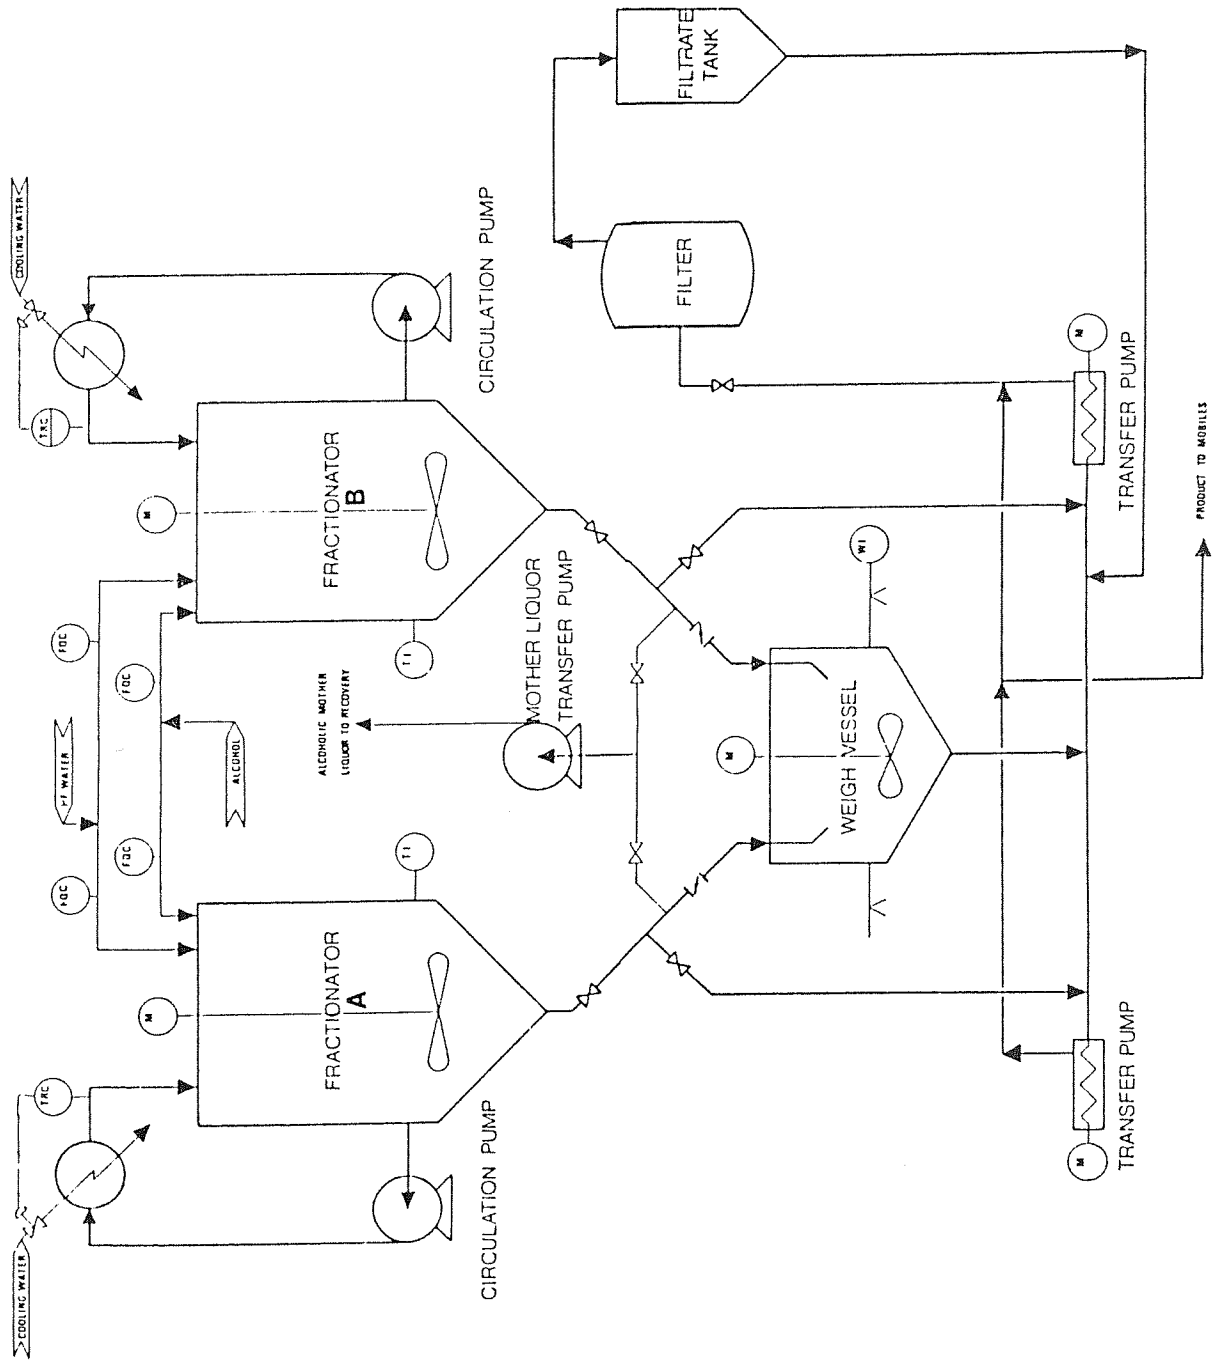 COOLING WATER
TRC
M
FRACTIONATOR
A
TI
CIRCULATION PUMP
FQC
FQC
HF WATER
FQC
FQC
ALCOHOL
ALCOHOLIC MOTHER
LIQUOR TO RECOVERY
MOTHER LIQUOR
TRANSFER PUMP
COOLING WATER
TRC
M
FRACTIONATOR
B
TI
CIRCULATION PUMP
M
WEIGH VESSEL
WI
FILTER
FILTRATE
TANK
M
TRANSFER PUMP
M
TRANSFER PUMP
PRODUCT TO MOBILES